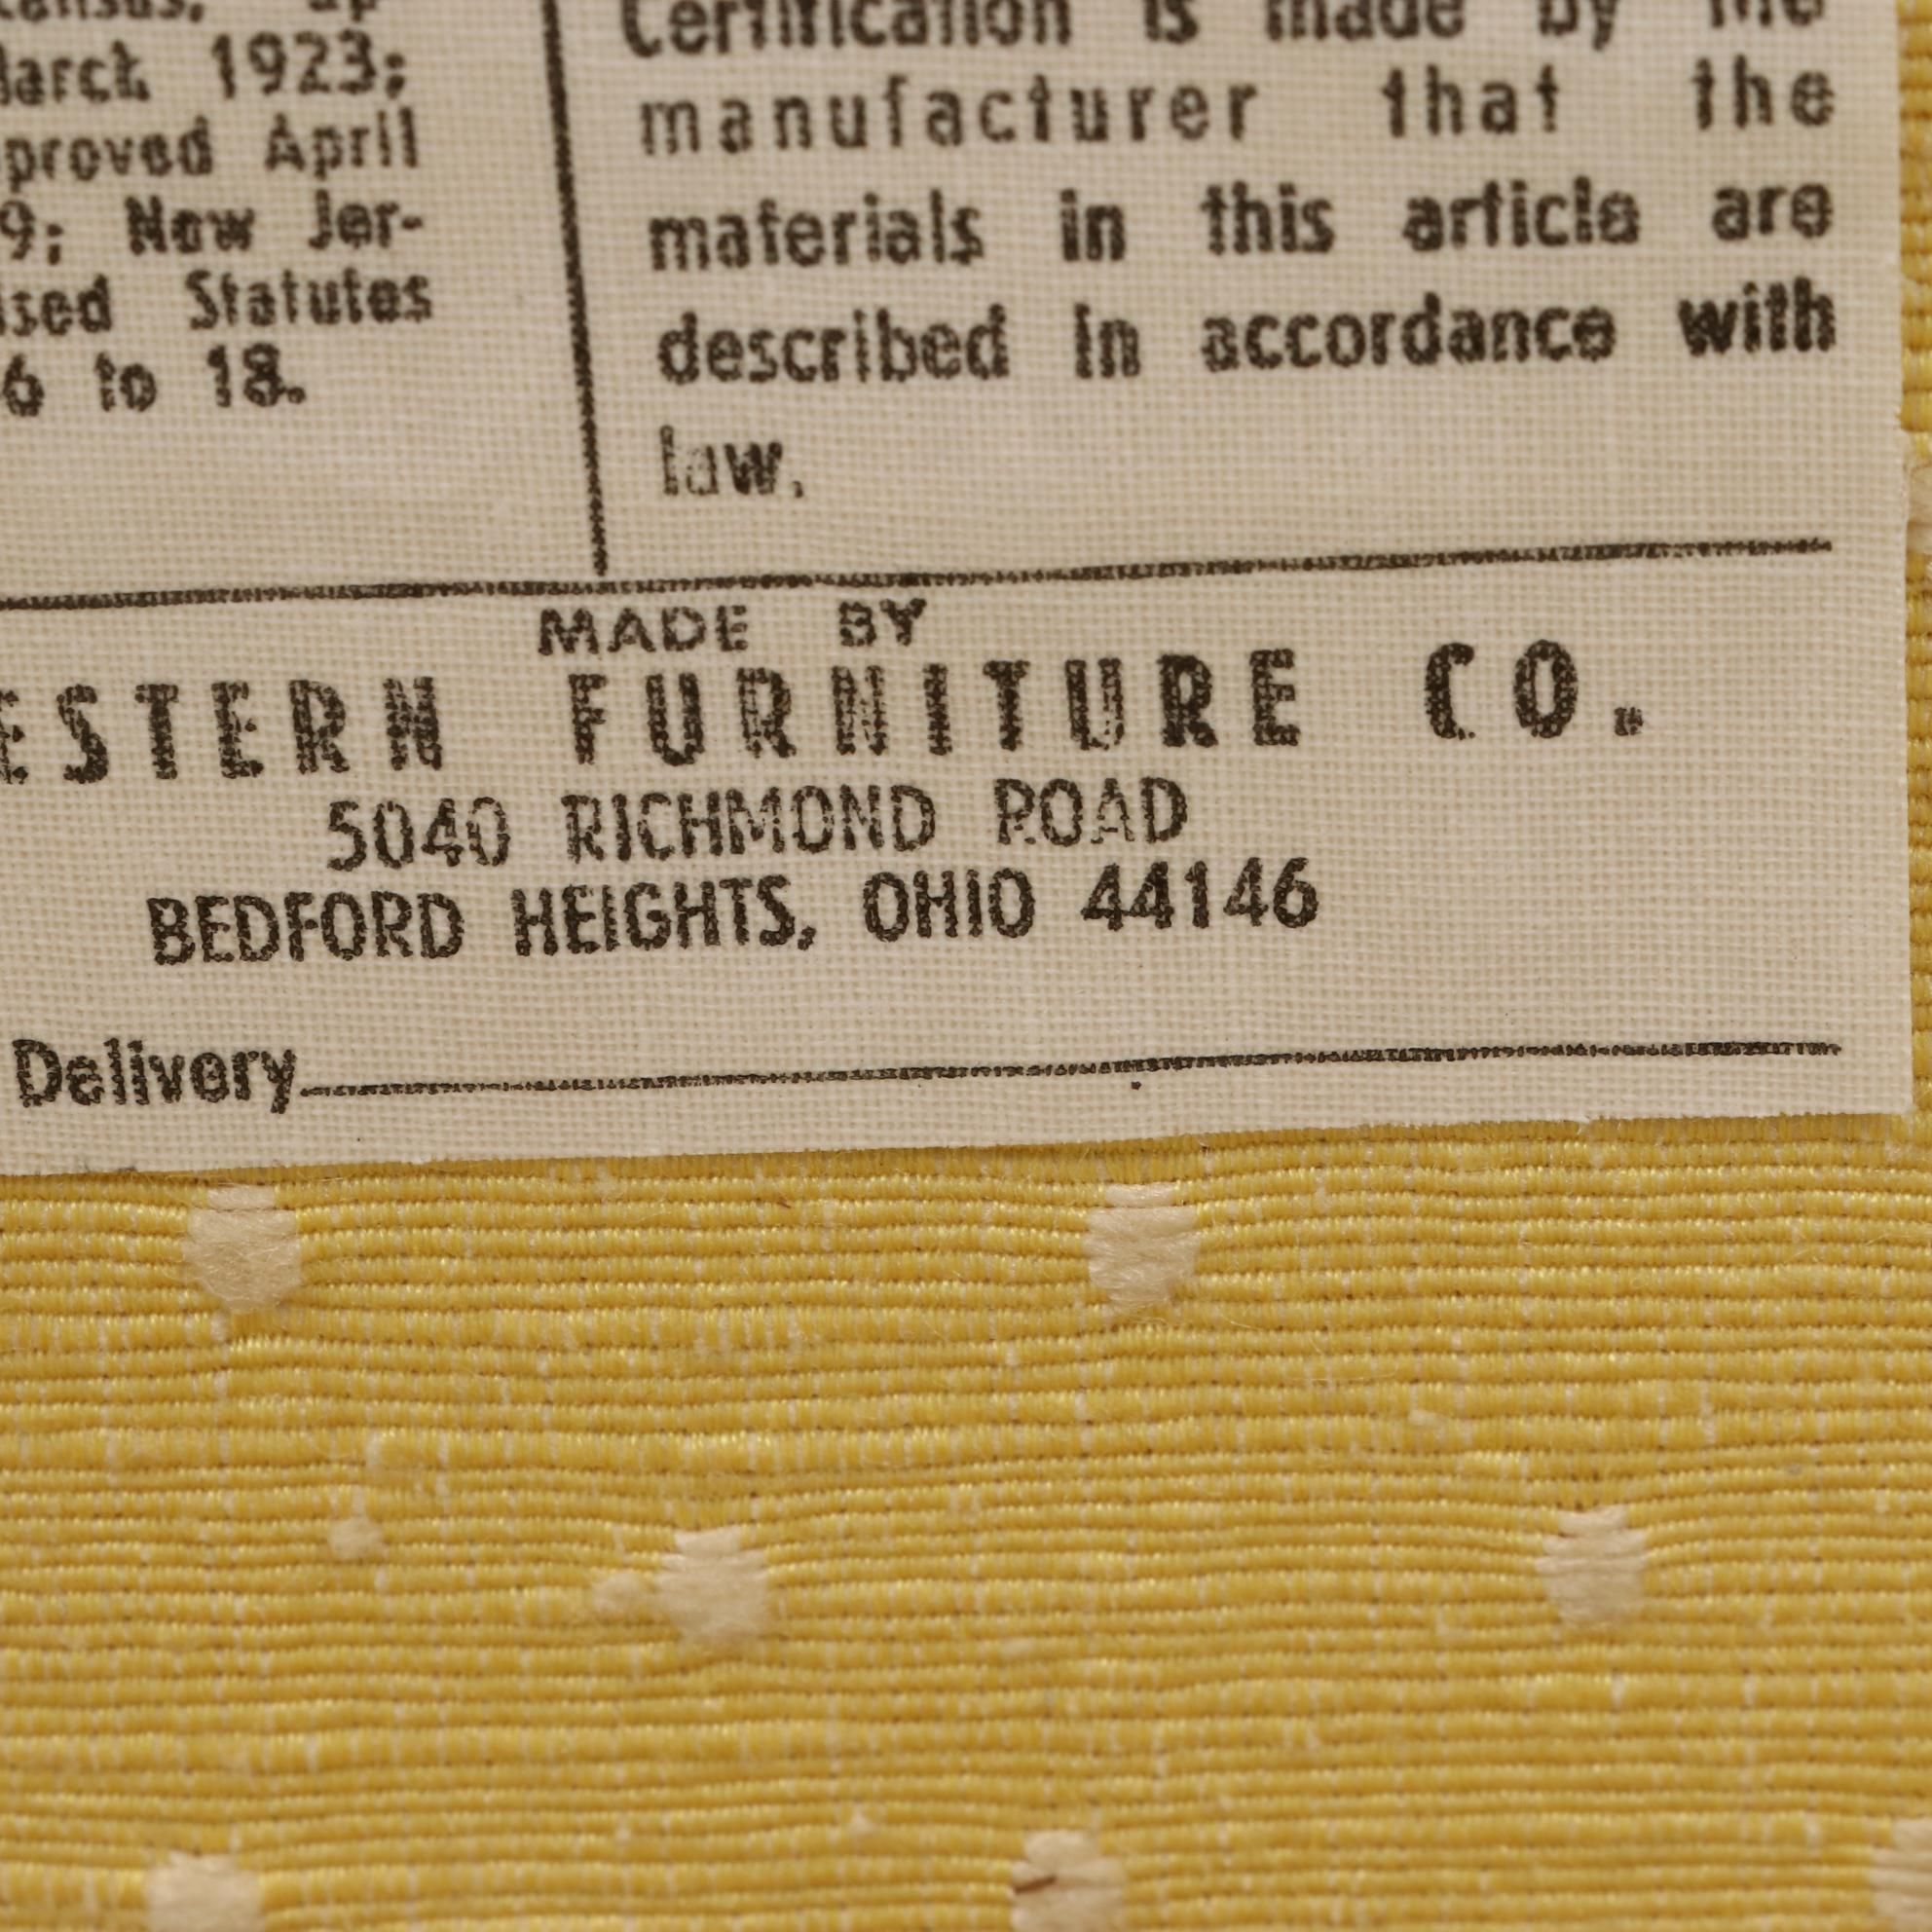 March 1923;
proved April
9; New Jer-
ised Statutes
6 to 18.
Certification is made by the
manufacturer that the
materials in this article are
described in accordance with
law.
MADE BY
ESTERN FURNITURE CO.
5040 RICHMOND ROAD
BEDFORD HEIGHTS, OHIO 44146
Delivery